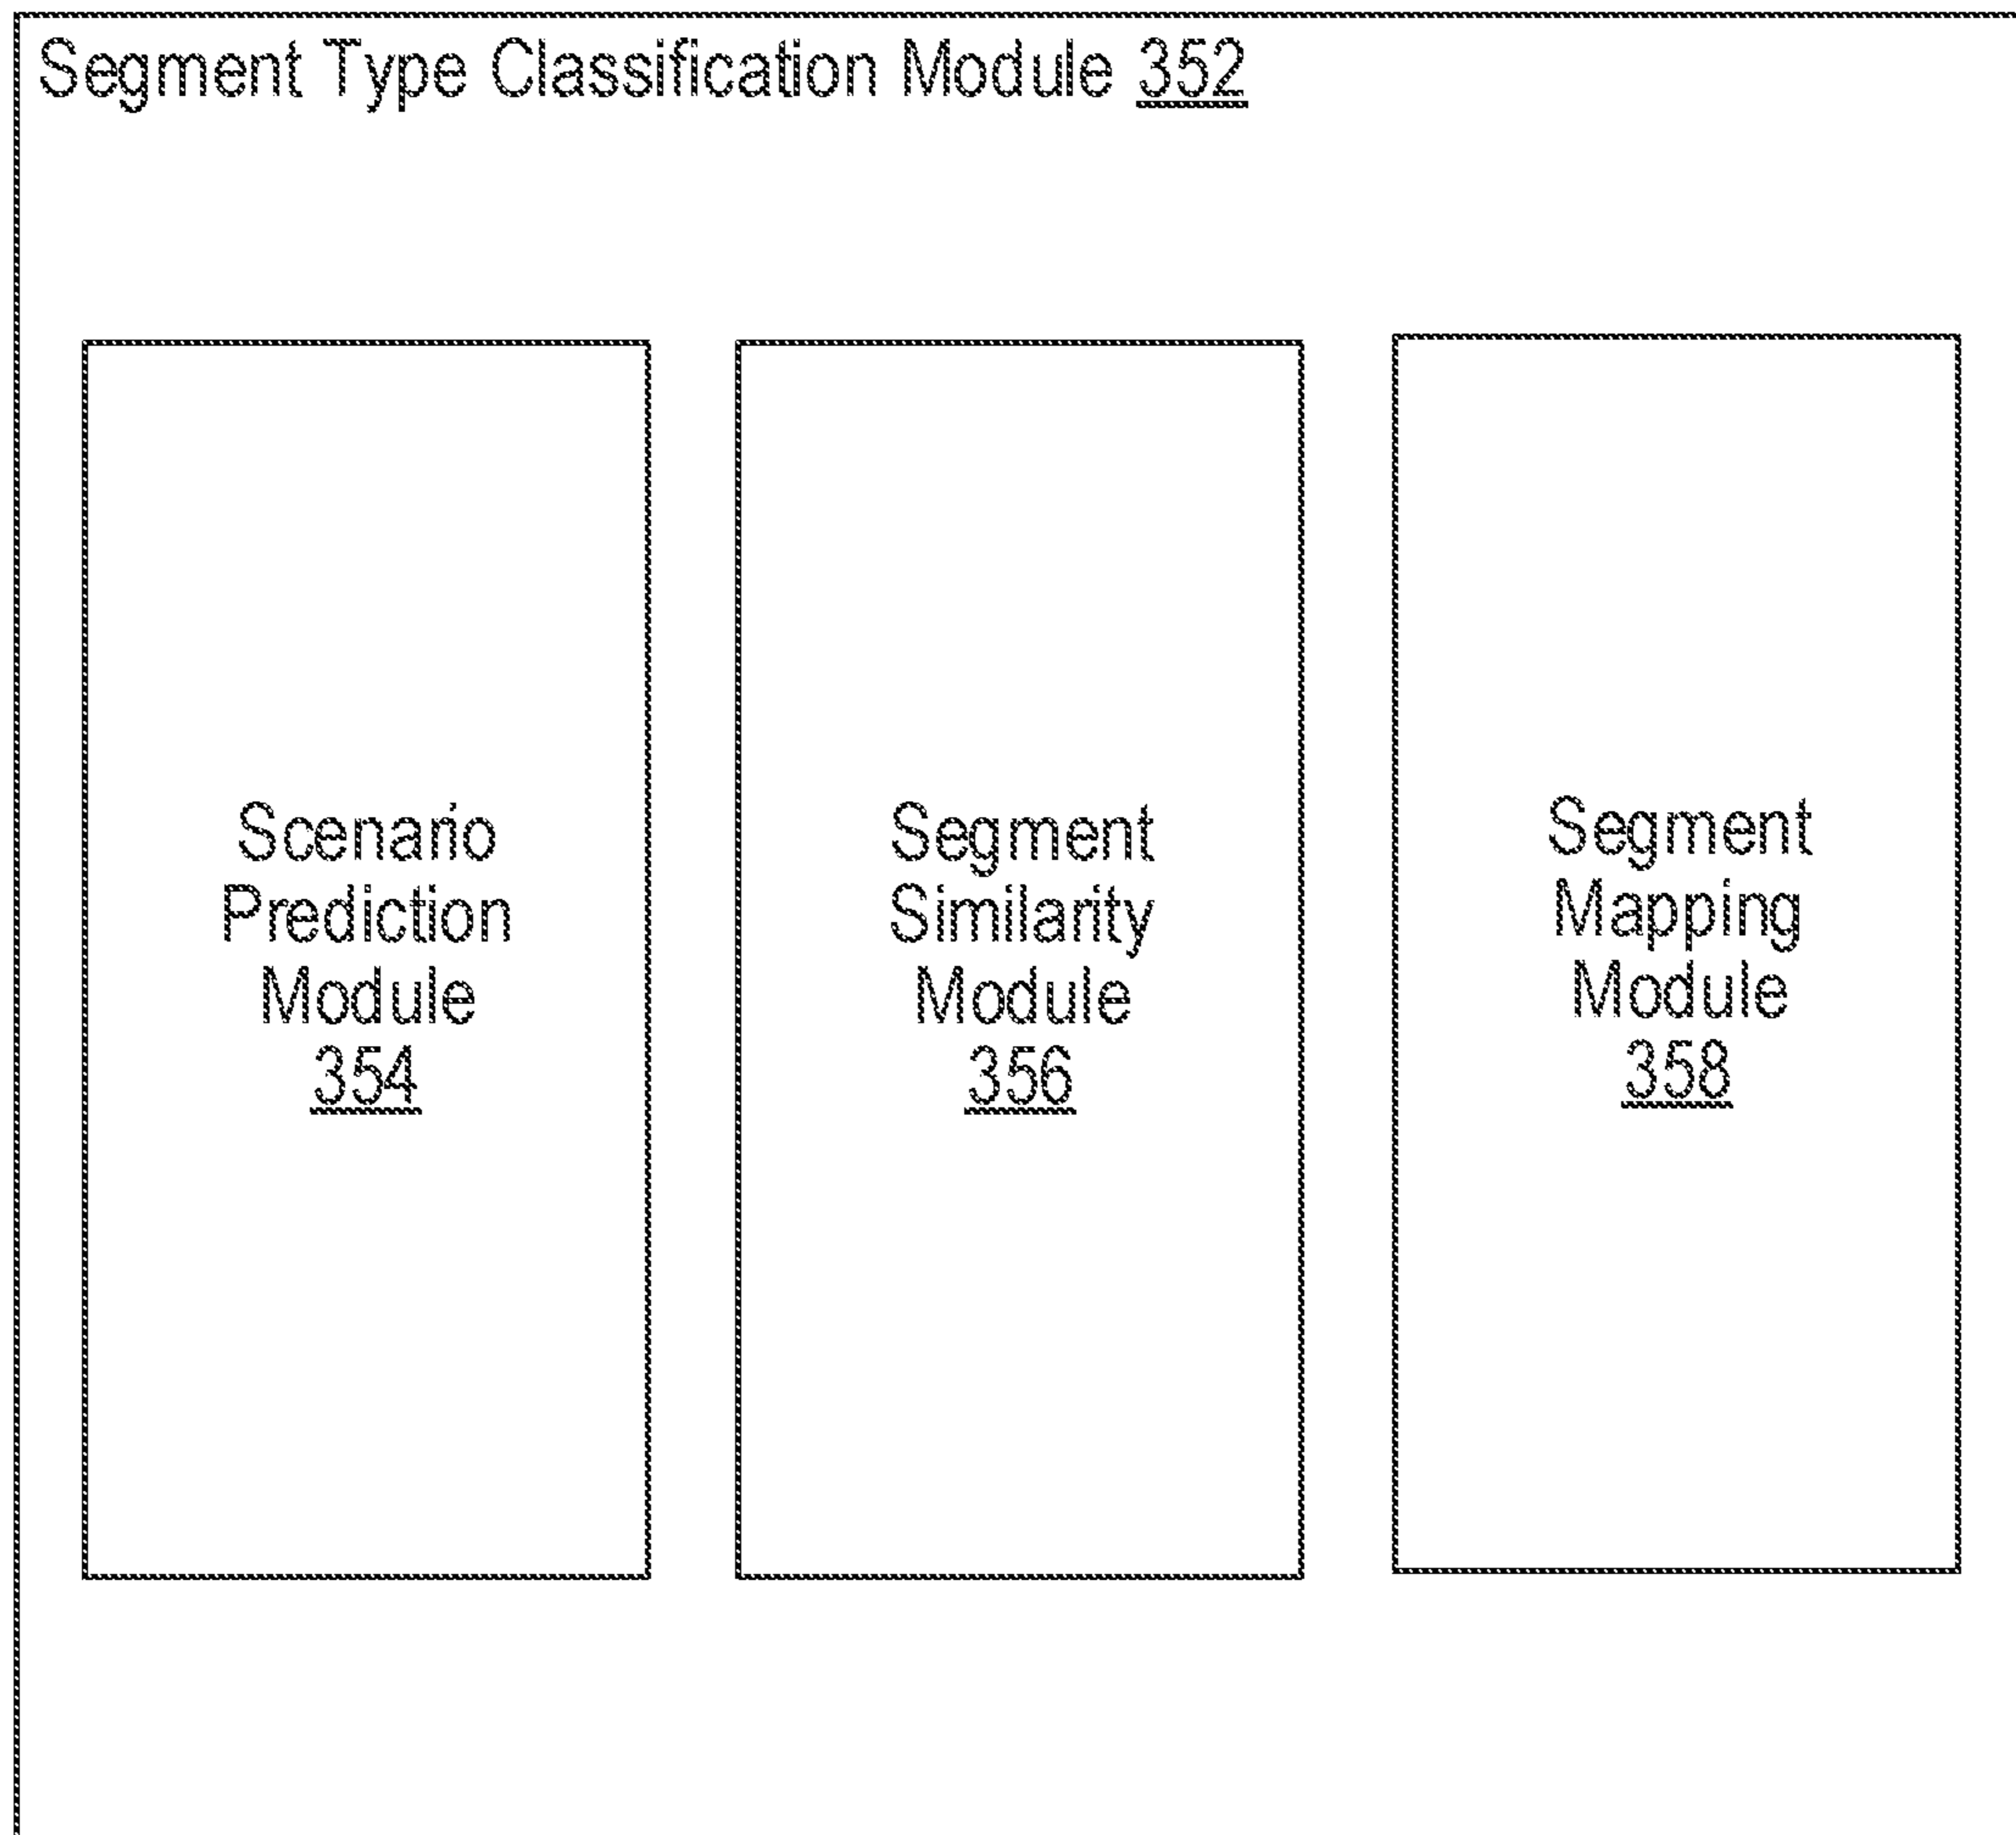 Segment Type Classification Module 352
Scenario
Prediction
Module
354
Segment
Similarity
Module
356
Segment
Mapping
Module
358